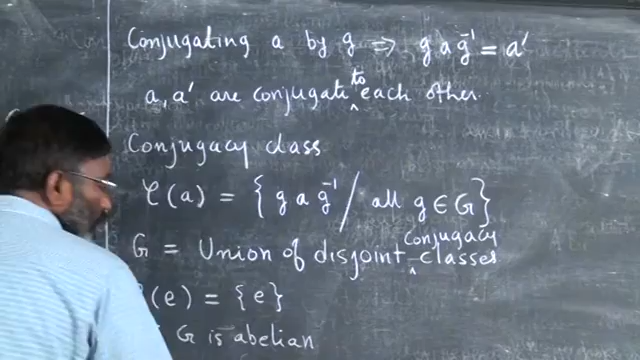 Conjugating a by g ⇒ g a g⁻¹ = a′
a, a′ are conjugate to each other.
Conjugacy class
𝒞(a) = { g a g⁻¹ / all g ∈ G }
G = Union of disjoint conjugacy classes
(e) = {e}
G is abelian